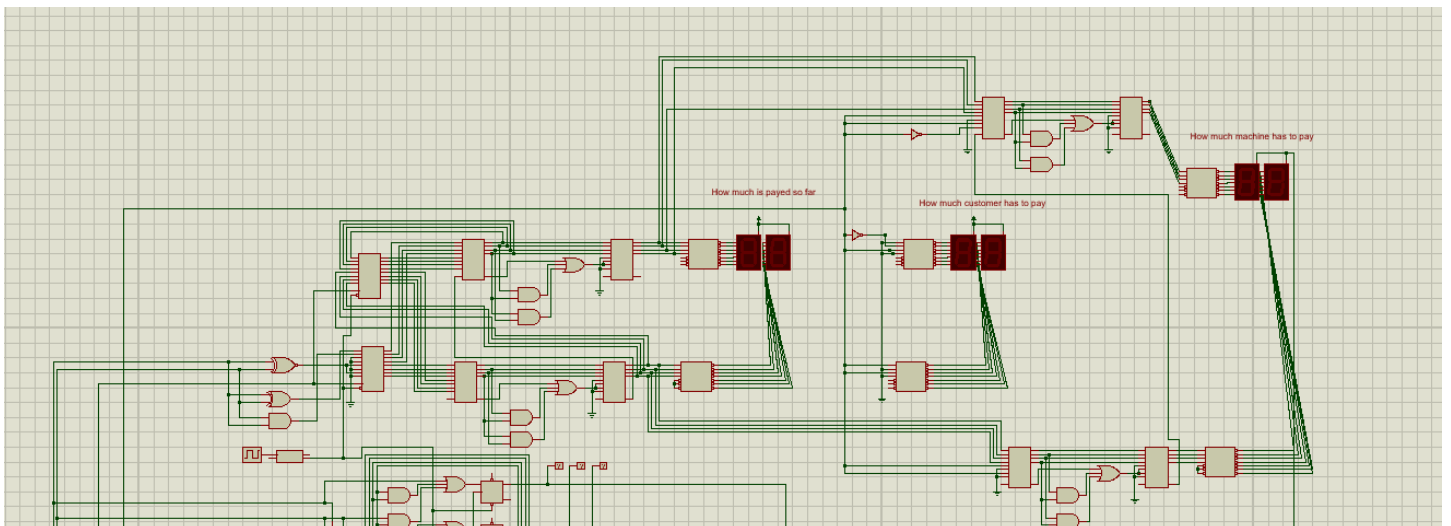 How much machine has to pay
How much is payed so far
How much customer has to pay